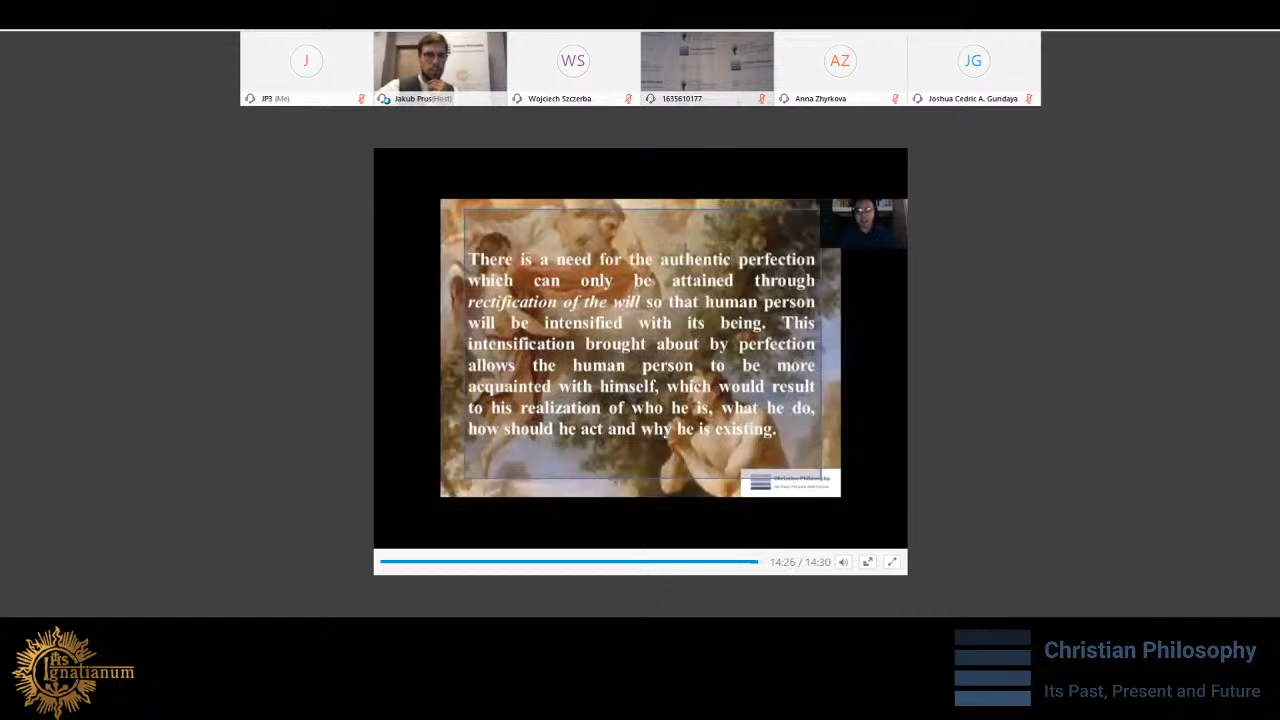 J
WS
AZ
JG
JP3 (Me)
Jakub Prus(Host)
Wojciech Szczerba
1635610177
Anna Zhyrkova
Joshua Cedric A. Gundaya
There is a need for the authentic perfection
which can only be attained through
rectification of the will so that human person
will be intensified with its being. This
intensification brought about by perfection
allows the human person to be more
acquainted with himself, which would result
to his realization of who he is, what he do,
how should he act and why he is existing.
Christian Philosophy
14:26 / 14:30
IHS
Ignatianum
Christian Philosophy
Its Past, Present and Future